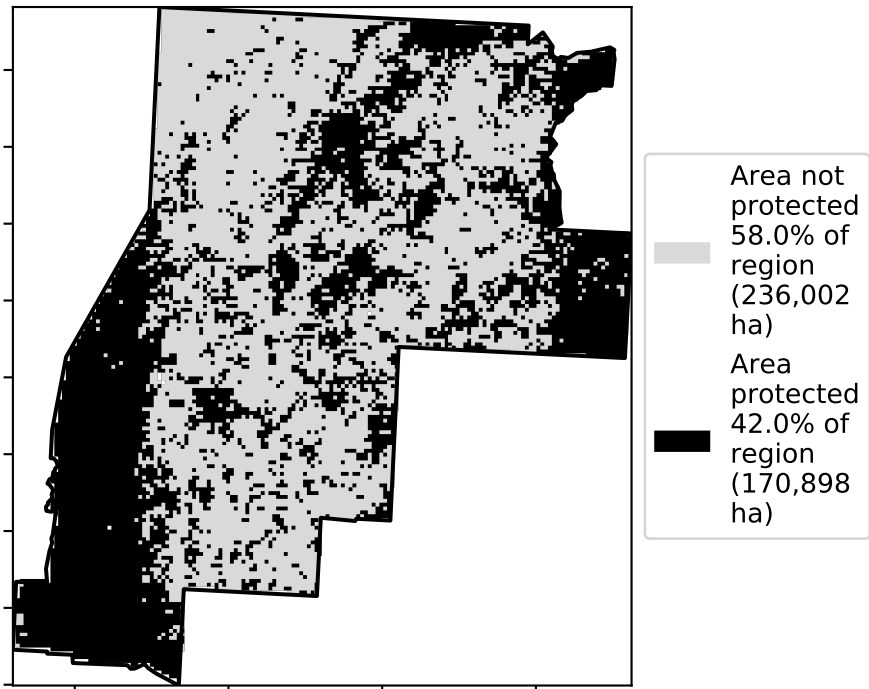 Area not
protected
58.0% of
region
(236,002
ha)
Area
protected
42.0% of
region
(170,898
ha)